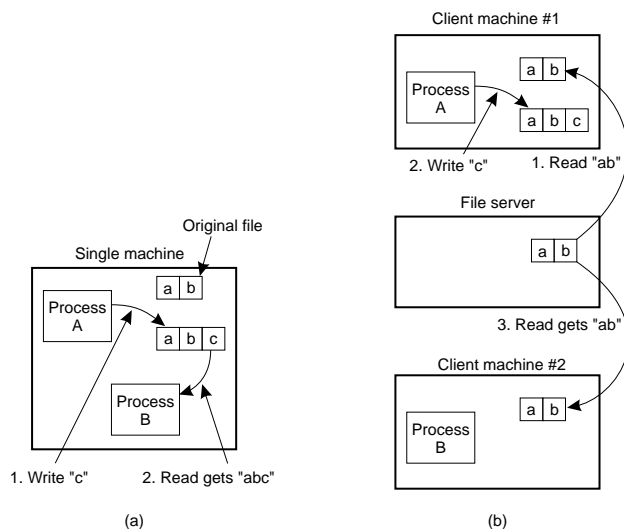 Single machine
Original file
a b
Process
A
a b c
Process
B
1. Write "c"
2. Read gets "abc"
(a)
Client machine #1
a b
Process
A
a b c
2. Write "c"
1. Read "ab"
File server
a b
3. Read gets "ab"
Client machine #2
a b
Process
B
(b)